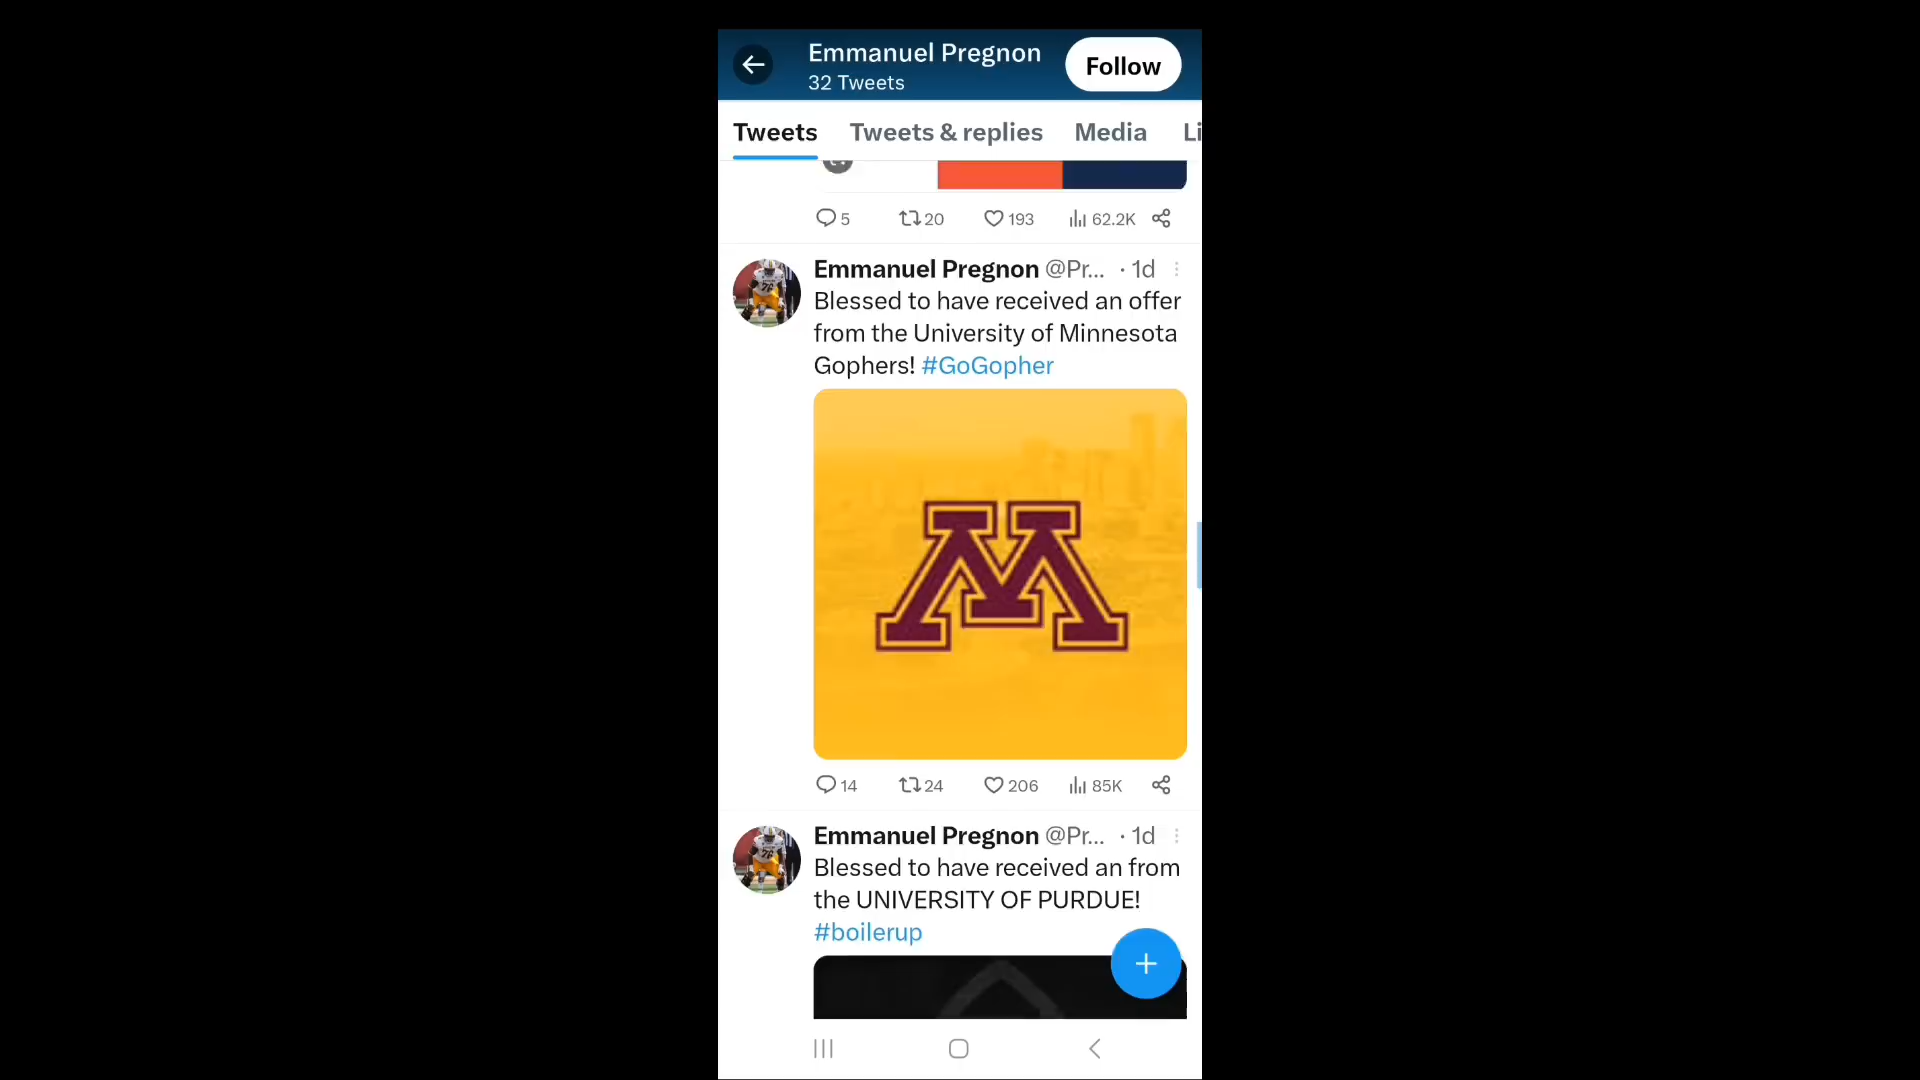 Emmanuel Pregnon
32 Tweets
Follow
Tweets Tweets & replies Media Li
5 20 193 62.2K
Emmanuel Pregnon @Pr... · 1d
Blessed to have received an offer
from the University of Minnesota
Gophers! #GoGopher
M
14 24 206 85K
Emmanuel Pregnon @Pr... · 1d
Blessed to have received an from
the UNIVERSITY OF PURDUE!
#boilerup